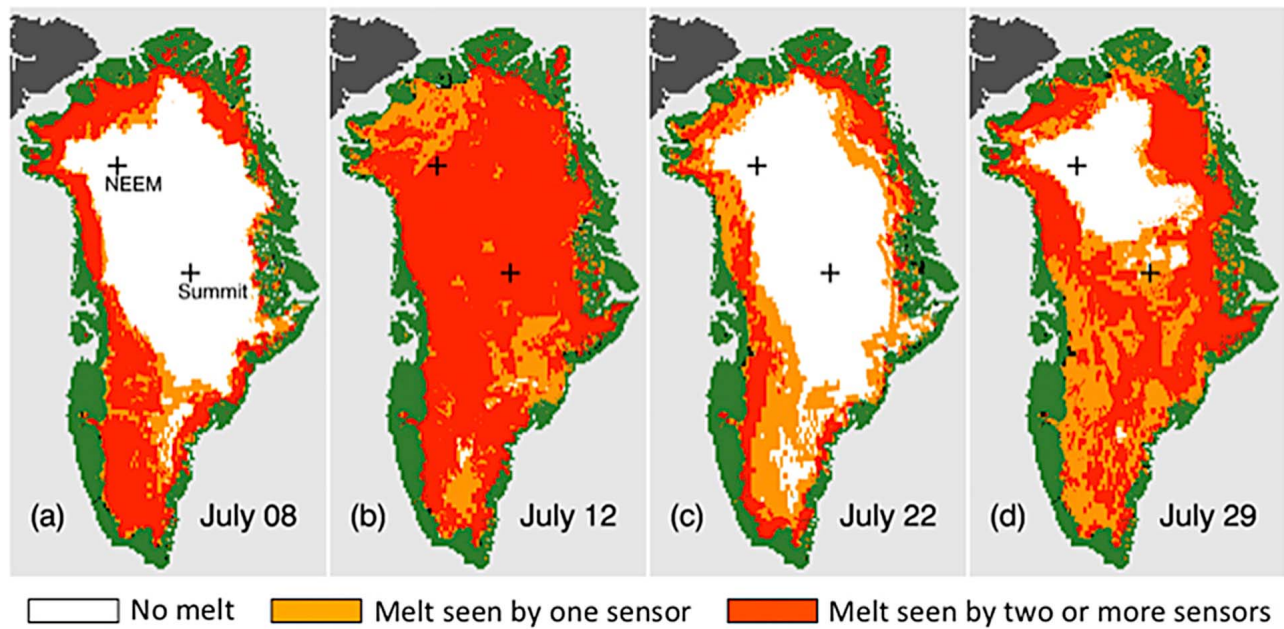 NEEM
Summit
(a) July 08
(b) July 12
(c) July 22
(d) July 29
No melt
Melt seen by one sensor
Melt seen by two or more sensors